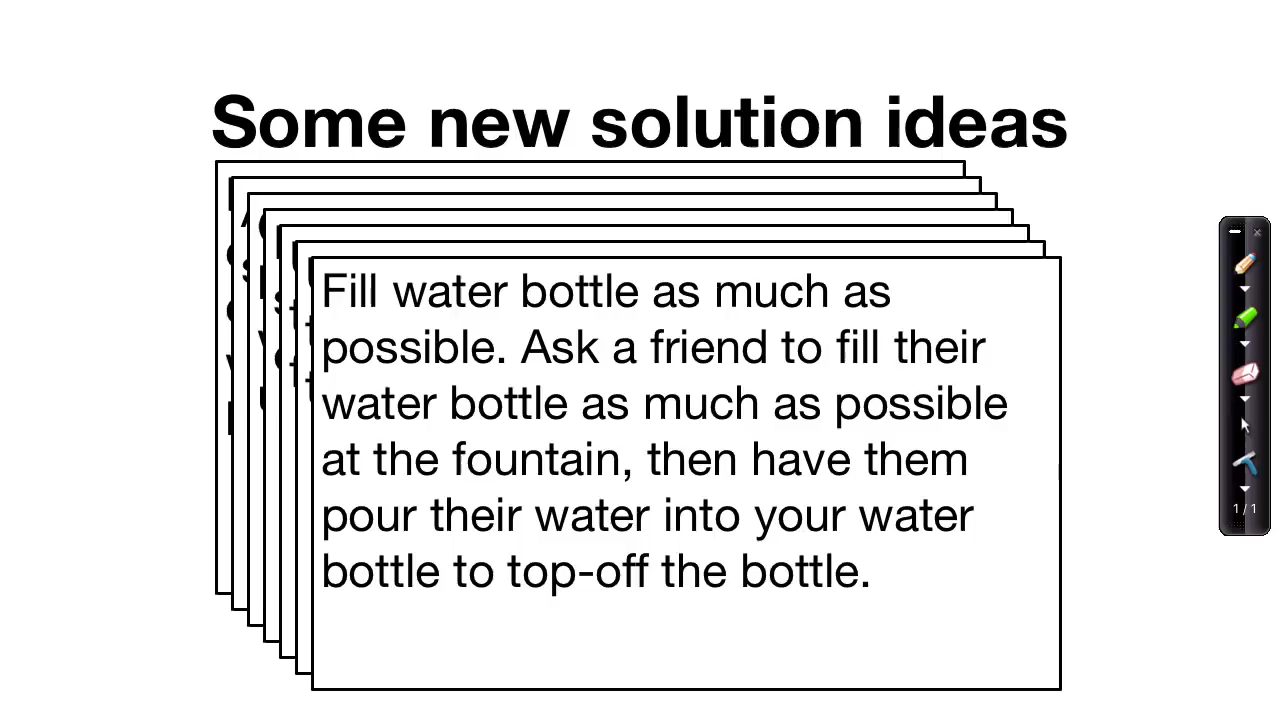 Some new solution ideas
Fill water bottle as much as
possible. Ask a friend to fill their
water bottle as much as possible
at the fountain, then have them
pour their water into your water
bottle to top-off the bottle.
1 / 1